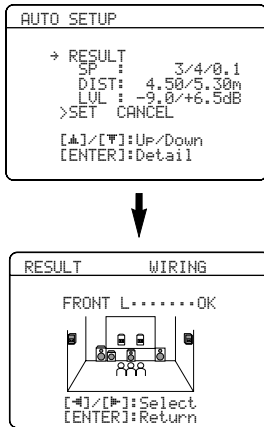 AUTO SETUP
→ RESULT
SP : 3/4/0.1
DIST: 4.50/5.30m
LVL : -9.0/+6.5dB
>SET CANCEL
[▲]/[▼]:Up/Down
[ENTER]:Detail
RESULT WIRING
FRONT L·······OK
[◀]/[▶]:Select
[ENTER]:Return